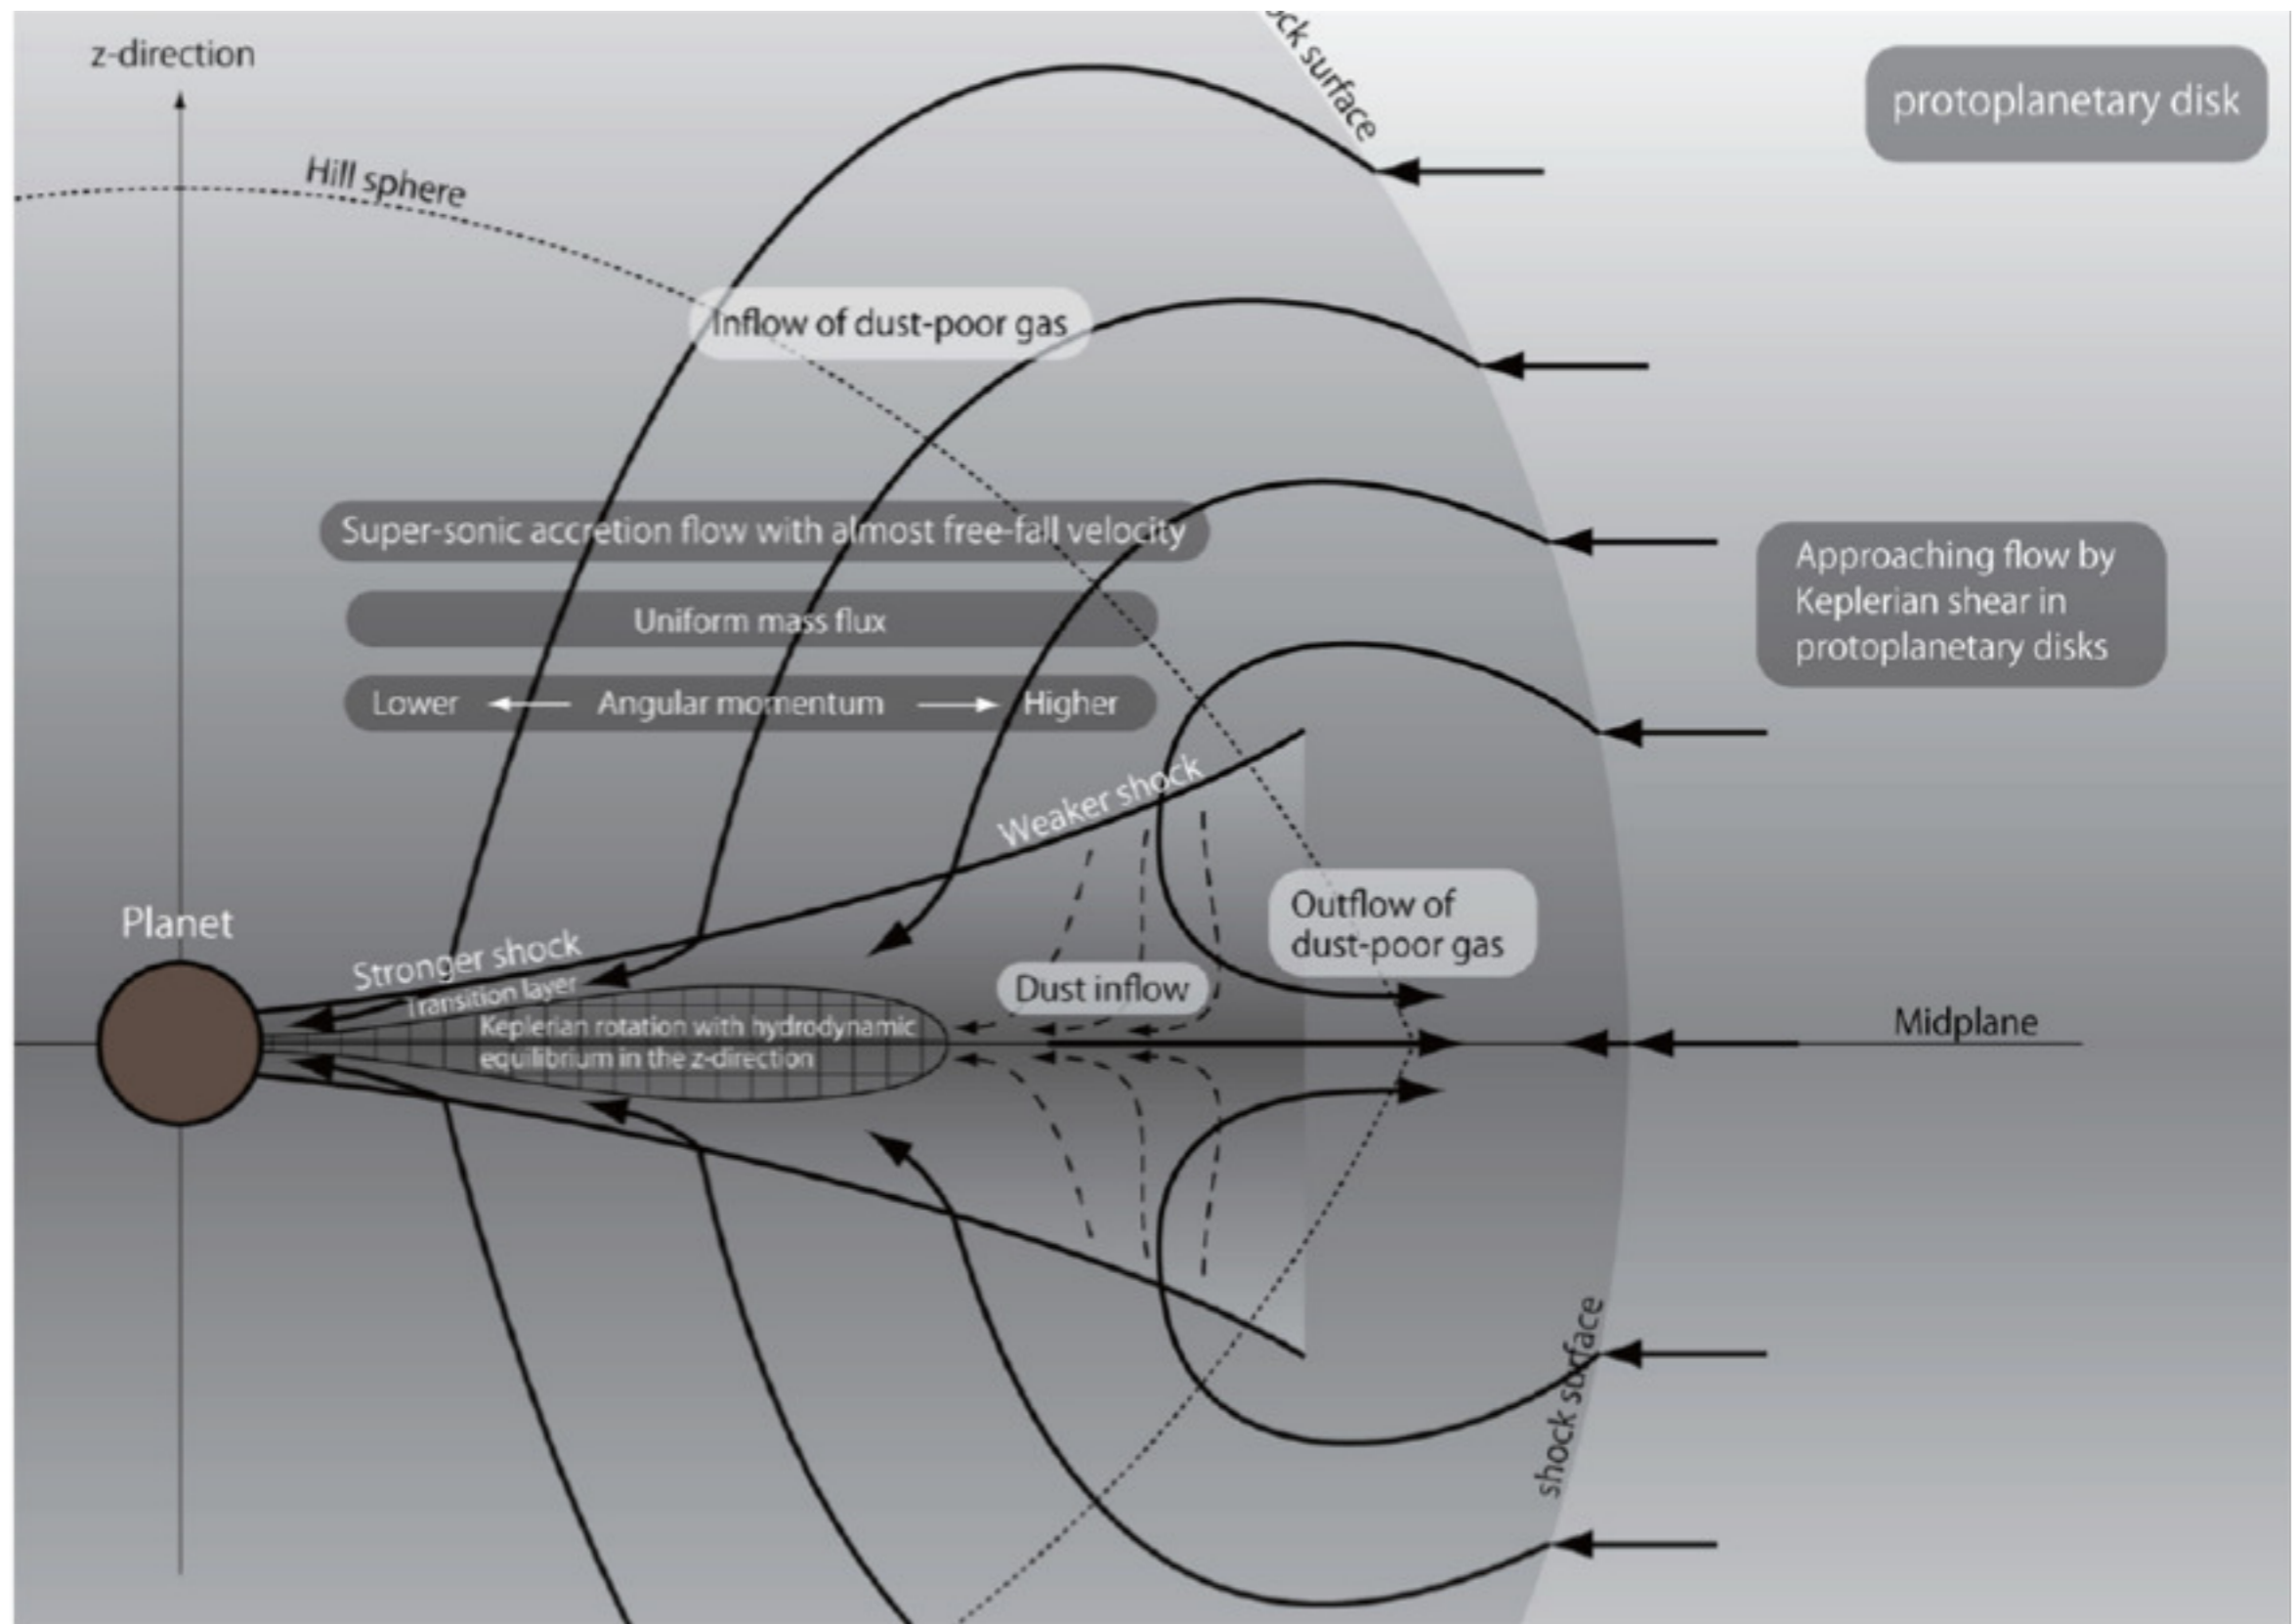 z-direction
ock surface
protoplanetary disk
Hill sphere
Inflow of dust-poor gas
Super-sonic accretion flow with almost free-fall velocity
Approaching flow by
Keplerian shear in
protoplanetary disks
Uniform mass flux
Lower Angular momentum Higher
Weaker shock
Planet
Outflow of
dust-poor gas
Stronger shock
Transition layer
Dust inflow
Keplerian rotation with hydrodynamic
equilibrium in the z-direction
Midplane
shock surface